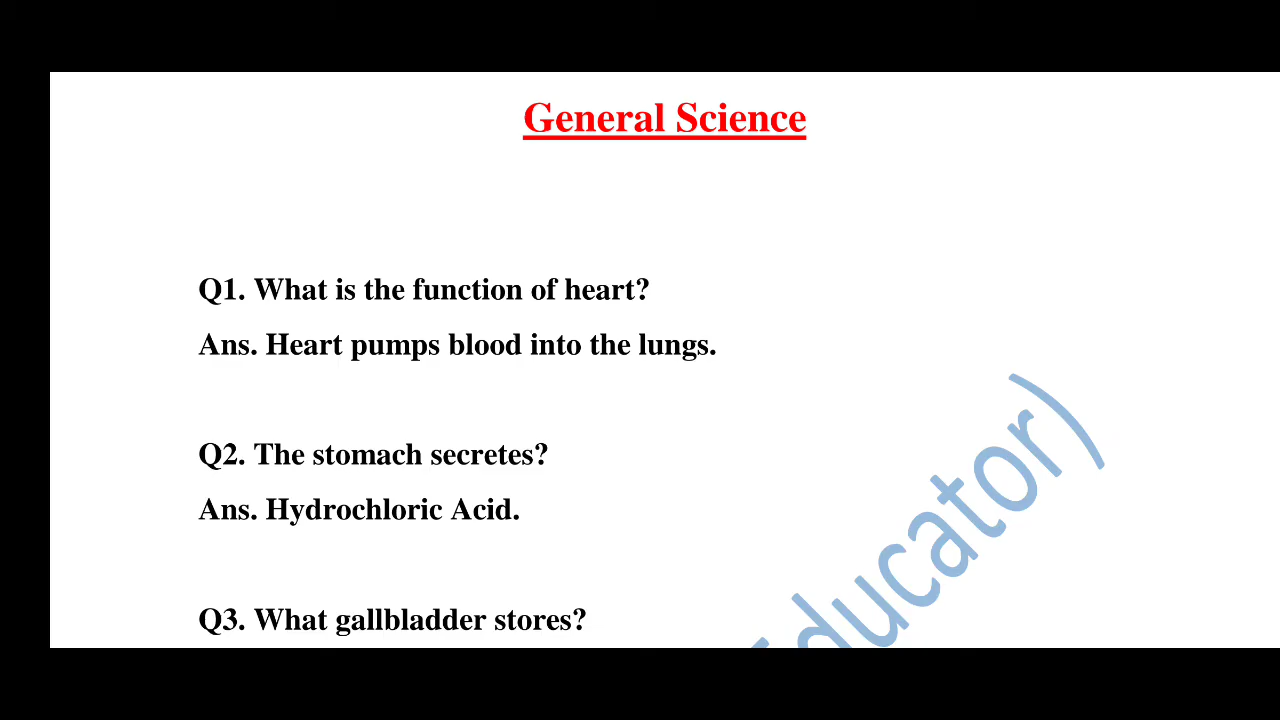 General Science
Q1. What is the function of heart?
Ans. Heart pumps blood into the lungs.
Q2. The stomach secretes?
Ans. Hydrochloric Acid.
Q3. What gallbladder stores?
Educator)